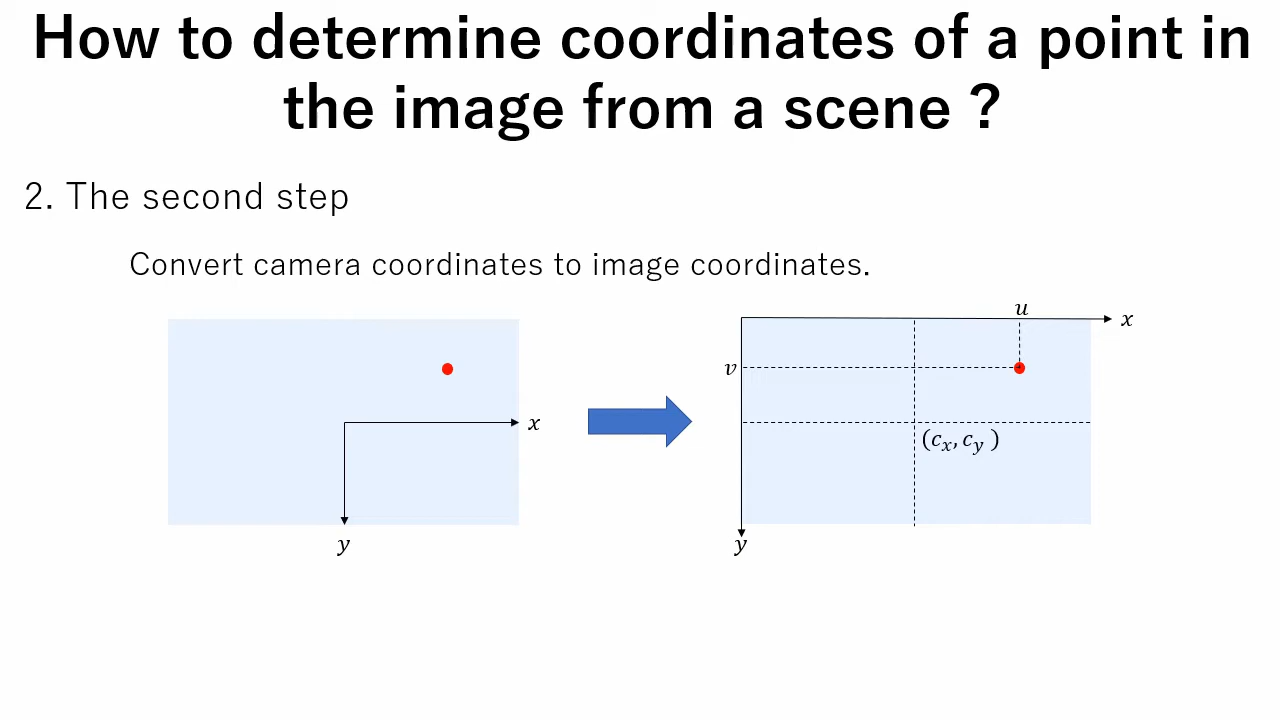 How to determine coordinates of a point in
the image from a scene ?
2. The second step
Convert camera coordinates to image coordinates.
u
x
v
x
(cₓ, c_y )
y
y